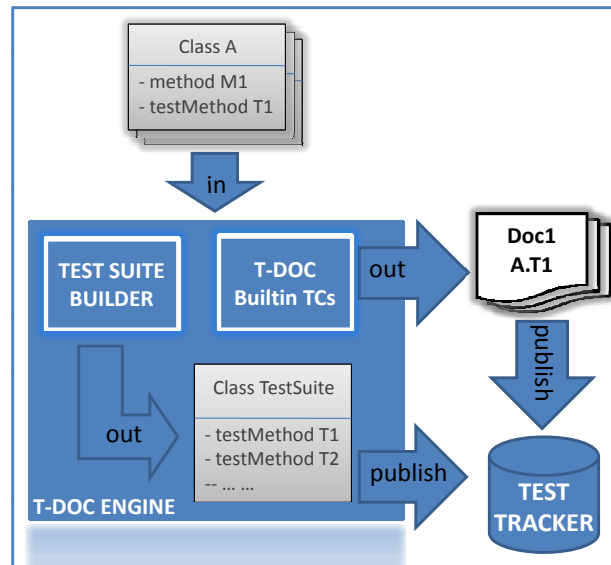 Class A
- method M1
- testMethod T1
in
TEST SUITE
BUILDER
T-DOC
Builtin TCs
out
Doc1
A.T1
publish
out
Class TestSuite
- testMethod T1
- testMethod T2
-- ... ...
publish
T-DOC ENGINE
TEST
TRACKER